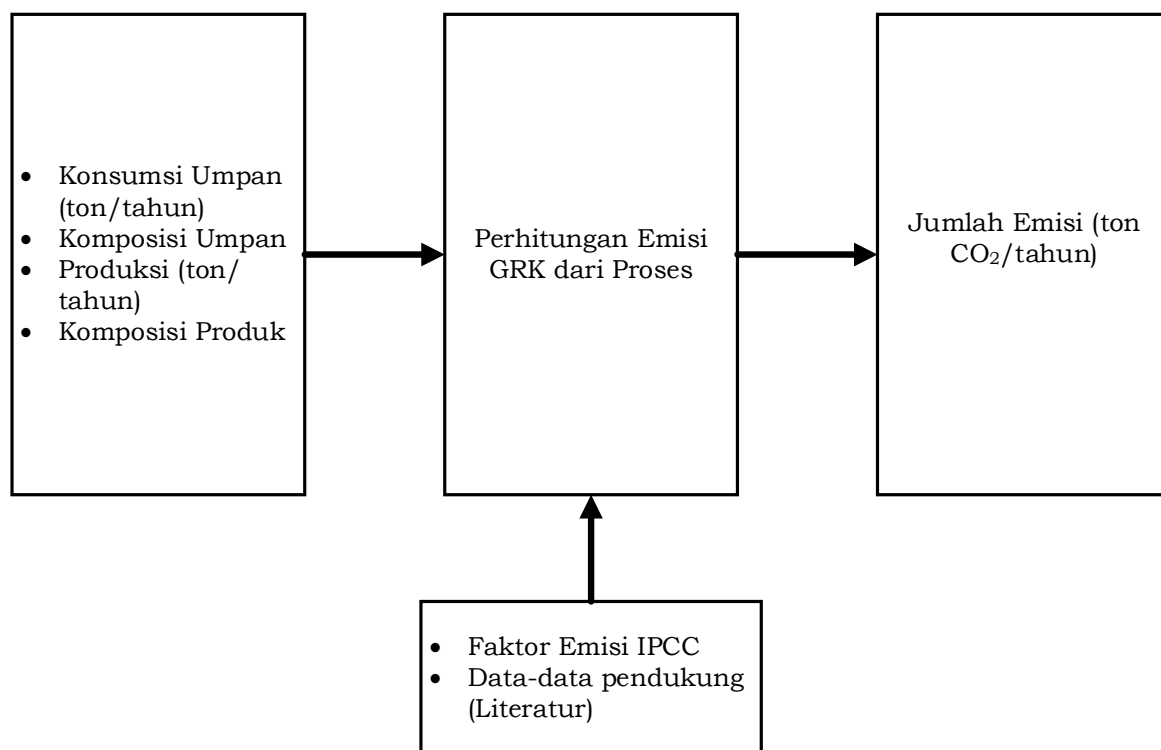 • Konsumsi Umpan
(ton/tahun)
• Komposisi Umpan
• Produksi (ton/
tahun)
• Komposisi Produk
Perhitungan Emisi
GRK dari Proses
Jumlah Emisi (ton
CO₂/tahun)
• Faktor Emisi IPCC
• Data-data pendukung
(Literatur)